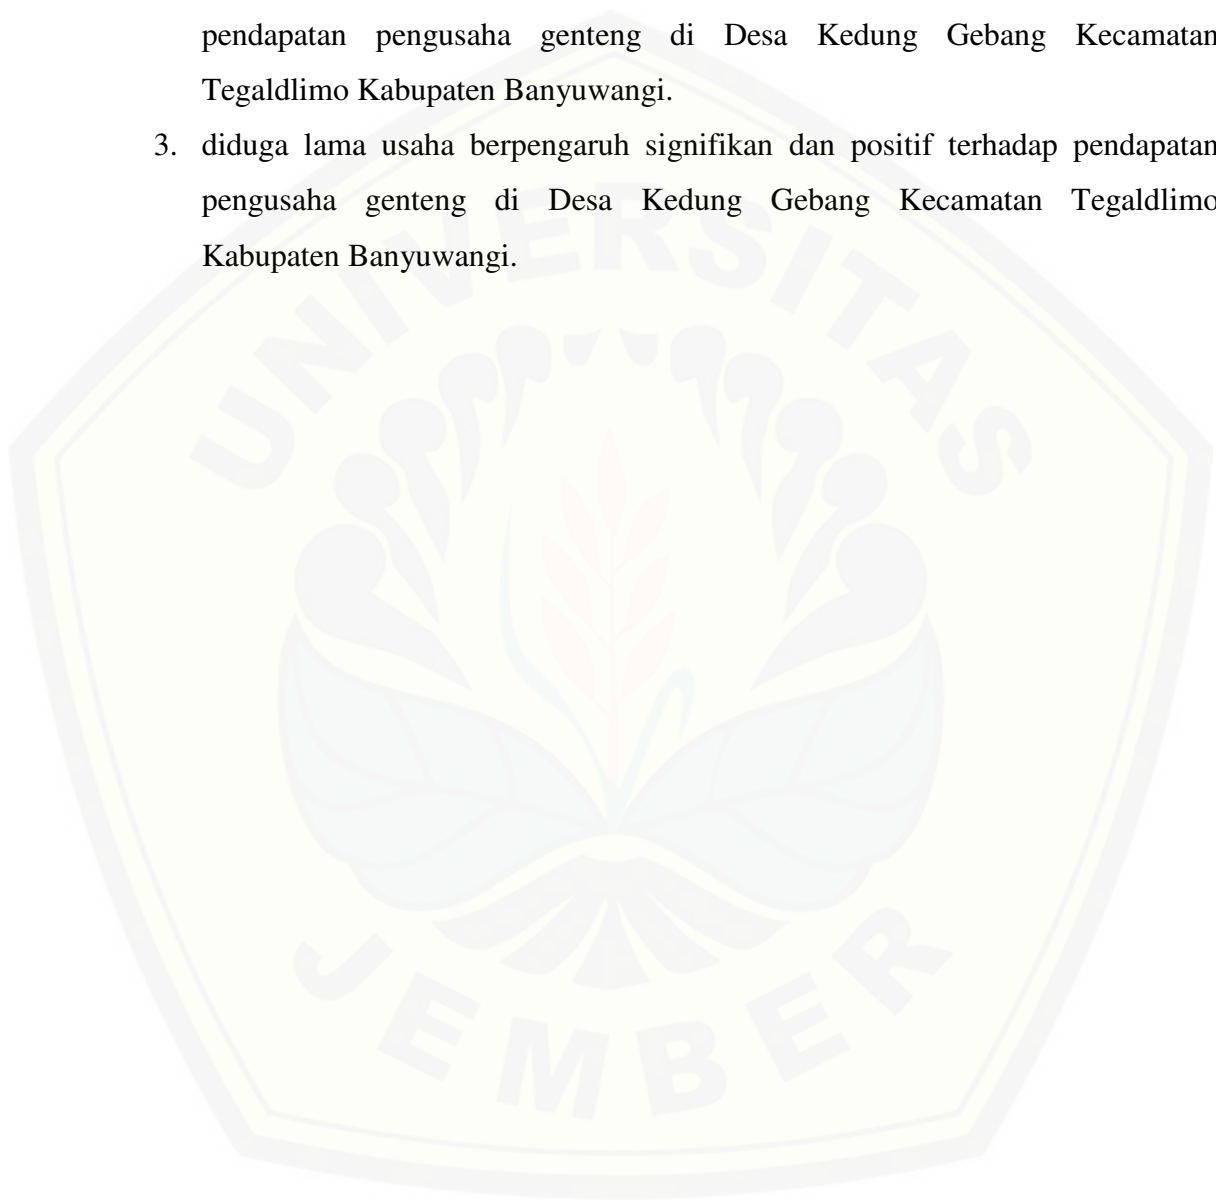 pendapatan pengusaha genteng di Desa Kedung Gebang Kecamatan
Tegaldlimo Kabupaten Banyuwangi.
3. diduga lama usaha berpengaruh signifikan dan positif terhadap pendapatan
pengusaha genteng di Desa Kedung Gebang Kecamatan Tegaldlimo
Kabupaten Banyuwangi.
UNIVERSITAS
JEMBER